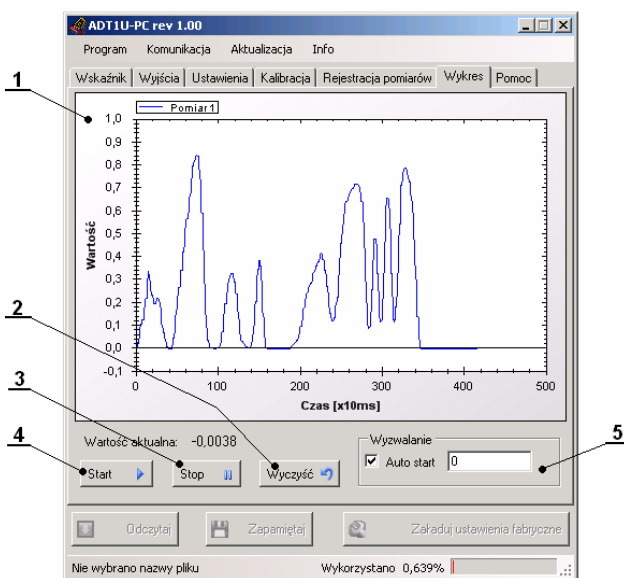 ADT1U-PC rev 1.00
Program Komunikacja Aktualizacja Info
Wskaźnik Wyjścia Ustawienia Kalibracja Rejestracja pomiarów Wykres Pomoc
1
Pomiar1
1,0
0,9
0,8
0,7
0,6
0,5
0,4
0,3
0,2
0,1
0,0
-0,1
Wartość
0 100 200 300 400 500
Czas [x10ms]
2
3
4
5
Wartość aktualna: -0,0038
Wyzwalanie
Start Stop Wyczyść Auto start 0
Odczytaj Zapamiętaj Załaduj ustawienia fabryczne
Nie wybrano nazwy pliku Wykorzystano 0,639%